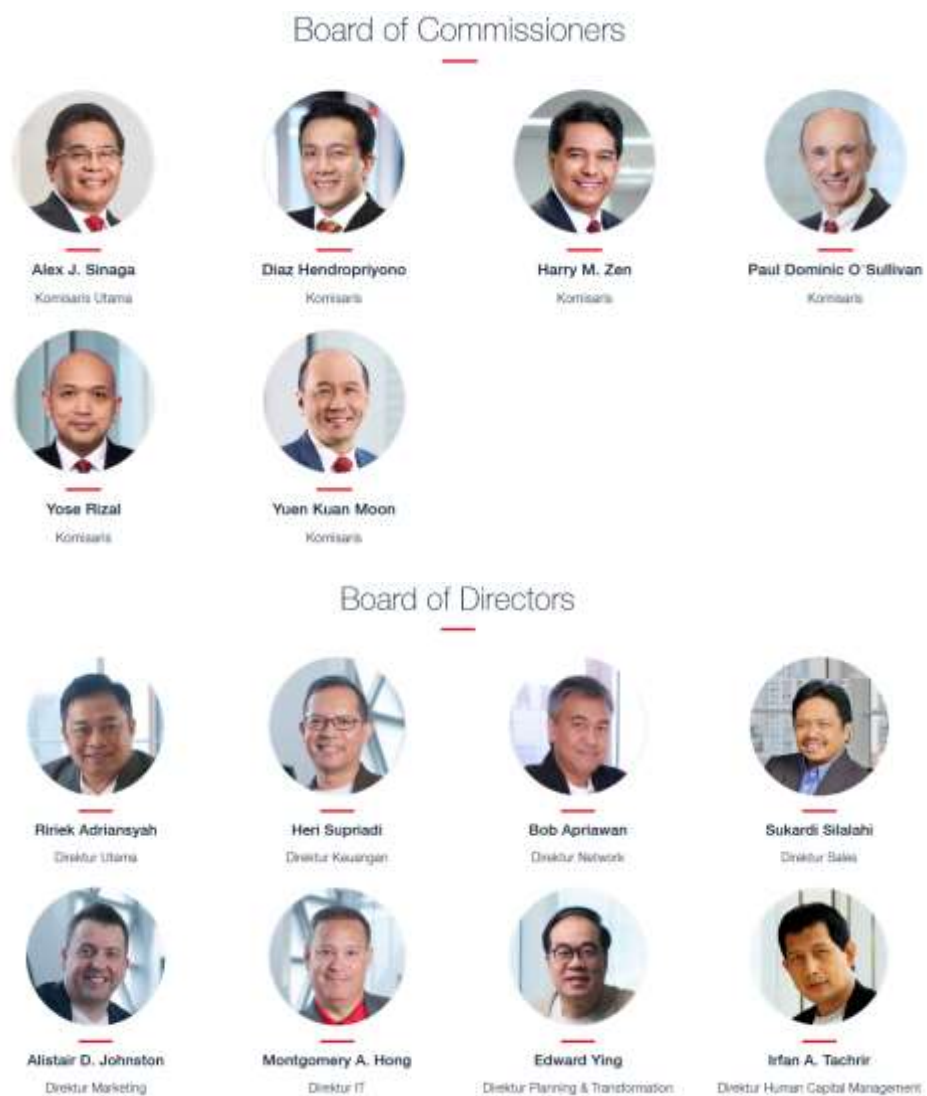 Board of Commissioners
Alex J. Sinaga
Komisaris Utama
Diaz Hendropriyono
Komisaris
Harry M. Zen
Komisaris
Paul Dominic O`Sullivan
Komisaris
Yose Rizal
Komisaris
Yuen Kuan Moon
Komisaris
Board of Directors
Ririek Adriansyah
Direktur Utama
Heri Supriadi
Direktur Keuangan
Bob Apriawan
Direktur Network
Sukardi Silalahi
Direktur Sales
Alistair D. Johnston
Direktur Marketing
Montgomery A. Hong
Direktur IT
Edward Ying
Direktur Planning & Transformation
Irfan A. Tachrir
Direktur Human Capital Management